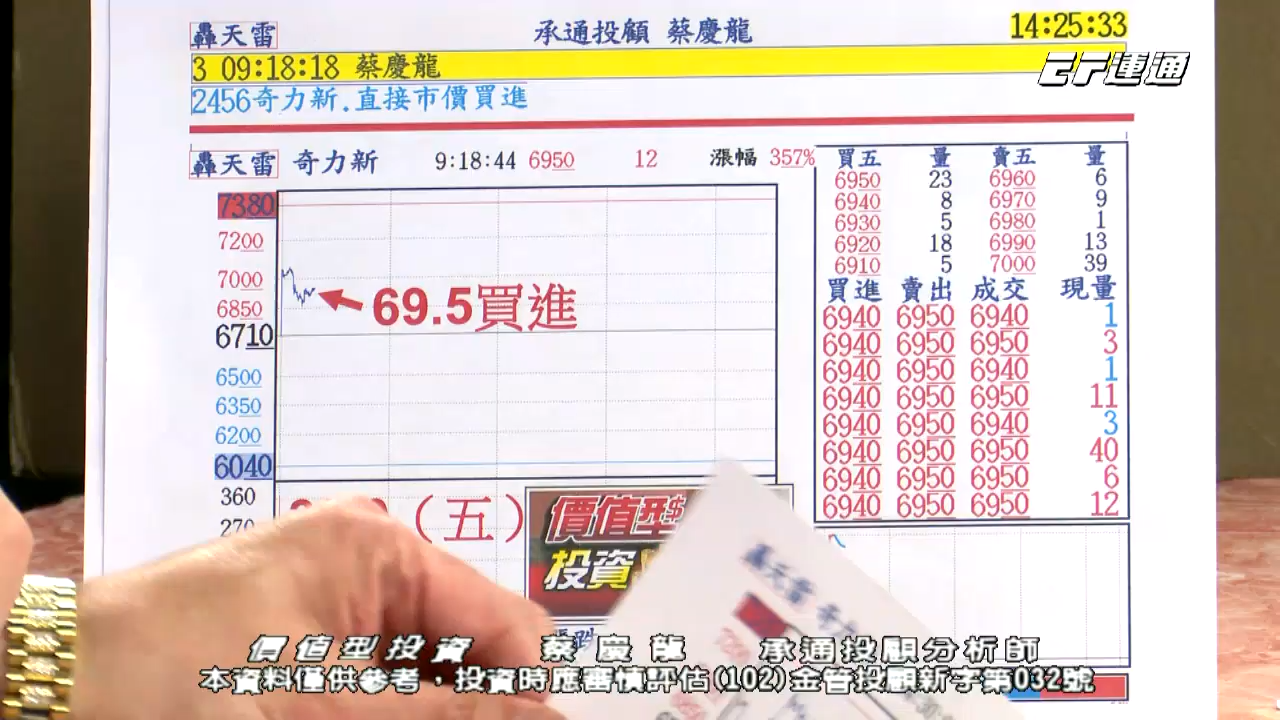 轟天雷 承通投顧 蔡慶龍 14:25:33
3 09:18:18 蔡慶龍
EF運通
2456奇力新.直接市價買進
轟天雷 奇力新 9:18:44 6950 12 漲幅 357%
買五 量 賣五 量
6950 23 6960 6
6940 8 6970 9
6930 5 6980 1
6920 18 6990 13
6910 5 7000 39
買進 賣出 成交 現量
6940 6950 6940 1
6940 6950 6950 3
6940 6950 6940 1
6940 6950 6950 11
6940 6950 6940 3
6940 6950 6950 40
6940 6950 6950 6
6940 6950 6950 12
7380
7200
7000
6850
6710
6500
6350
6200
6040
360
270
69.5買進
(五)
價值型$
投資
轟天雷 奇
價值型投資 蔡慶龍 承通投顧分析師
本資料僅供參考，投資時應審慎評估(102)金管投顧新字第032號